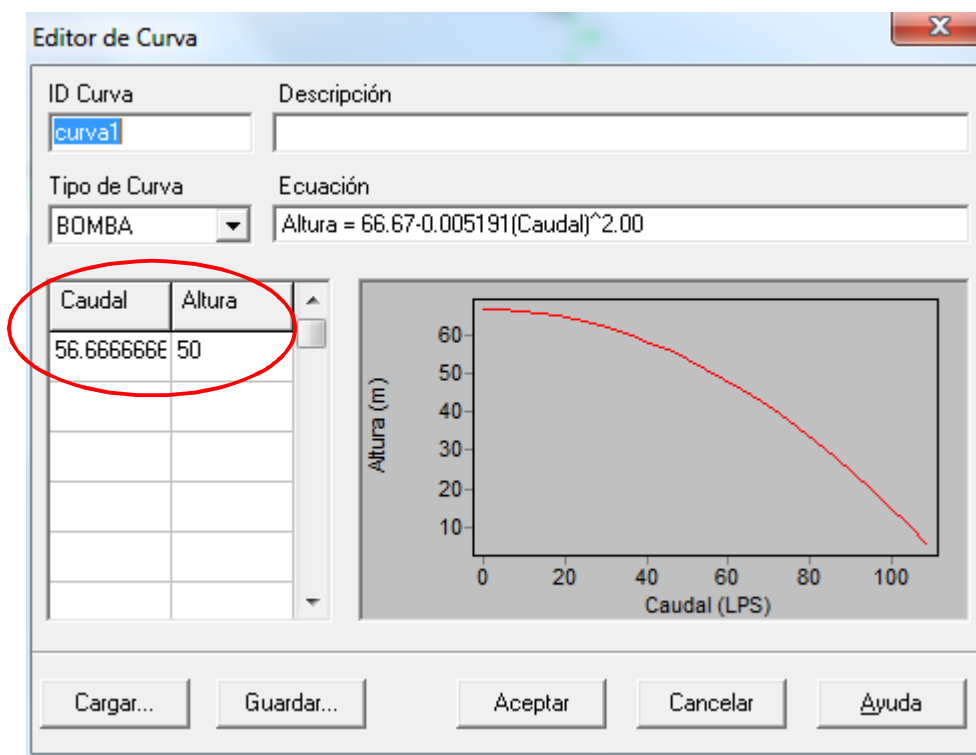 Editor de Curva
ID Curva
Descripción
curva1
Tipo de Curva
Ecuación
BOMBA
Altura = 66.67-0.005191(Caudal)^2.00
Caudal Altura
56.6666666 50
60
50
40
30
20
10
Altura (m)
0 20 40 60 80 100
Caudal (LPS)
Cargar... Guardar... Aceptar Cancelar Ayuda